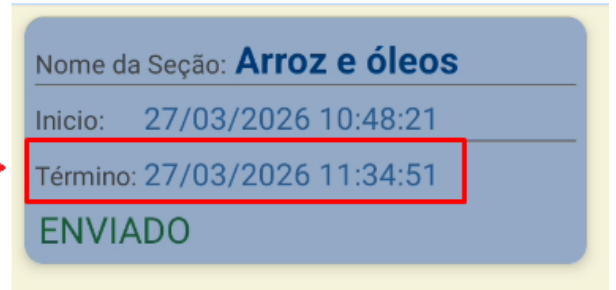 Nome da Seção: Arroz e óleos
Inicio: 27/03/2026 10:48:21
Término: 27/03/2026 11:34:51
ENVIADO